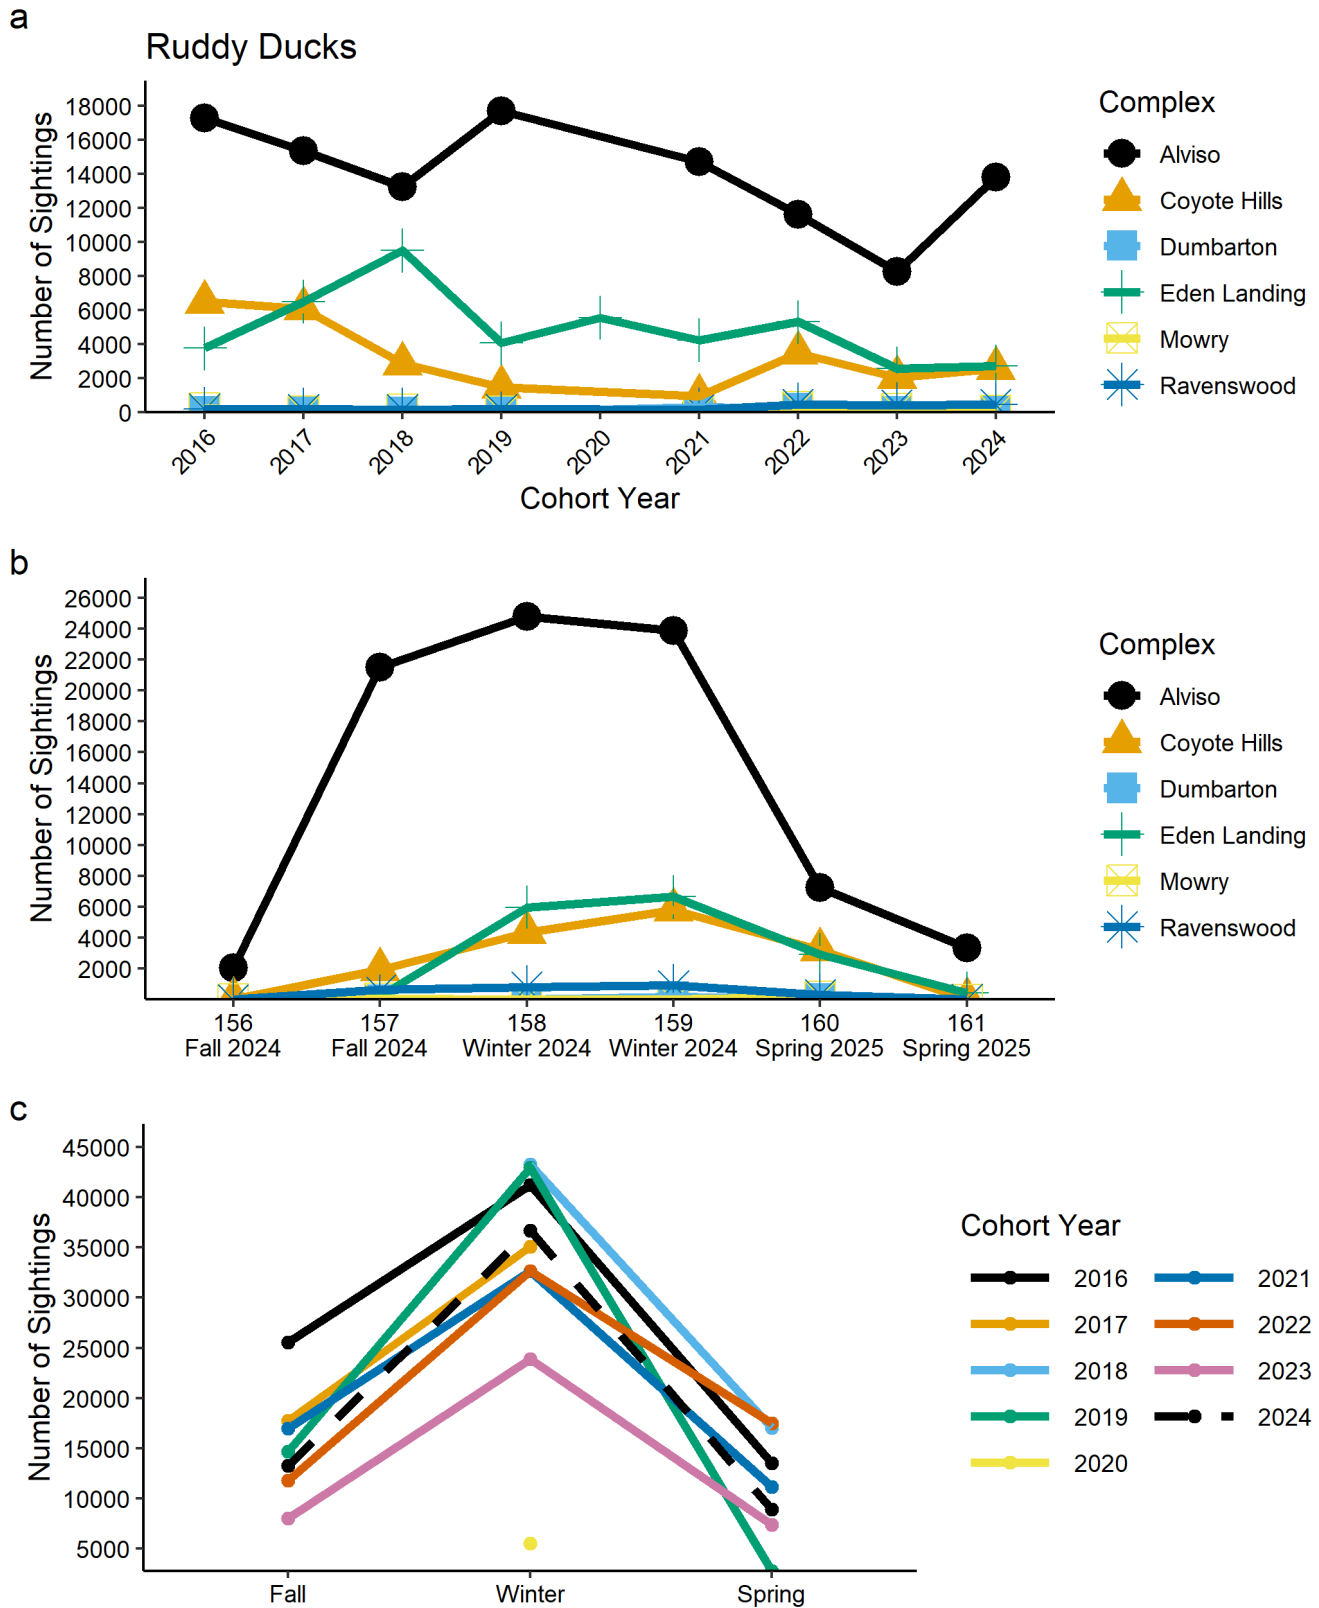 a
Ruddy Ducks
Number of Sightings
18000
16000
14000
12000
10000
8000
6000
4000
2000
0
2016
2017
2018
2019
2020
2021
2022
2023
2024
Cohort Year
Complex
Alviso
Coyote Hills
Dumbarton
Eden Landing
Mowry
Ravenswood
b
Number of Sightings
26000
24000
22000
20000
18000
16000
14000
12000
10000
8000
6000
4000
2000
156
Fall 2024
157
Fall 2024
158
Winter 2024
159
Winter 2024
160
Spring 2025
161
Spring 2025
Complex
Alviso
Coyote Hills
Dumbarton
Eden Landing
Mowry
Ravenswood
c
Number of Sightings
45000
40000
35000
30000
25000
20000
15000
10000
5000
Fall
Winter
Spring
Cohort Year
2016
2017
2018
2019
2020
2021
2022
2023
2024